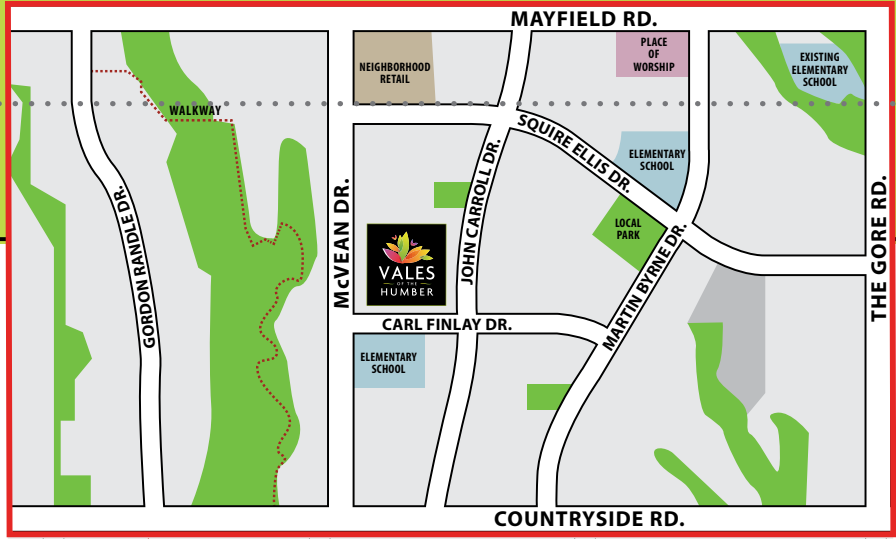 MAYFIELD RD.
NEIGHBORHOOD
RETAIL
PLACE
OF
WORSHIP
EXISTING
ELEMENTARY
SCHOOL
WALKWAY
SQUIRE ELLIS DR.
ELEMENTARY
SCHOOL
GORDON RANDLE DR.
McVEAN DR.
JOHN CARROLL DR.
LOCAL
PARK
MARTIN BYRNE DR.
THE GORE RD.
VALES
OF THE
HUMBER
CARL FINLAY DR.
ELEMENTARY
SCHOOL
COUNTRYSIDE RD.